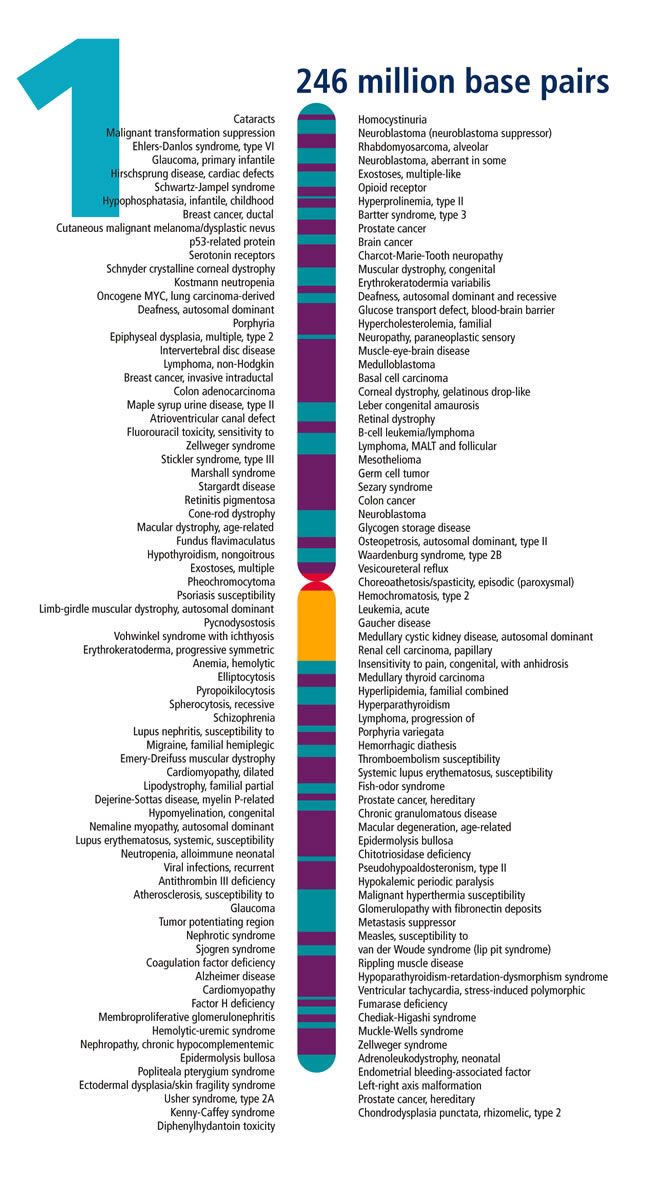 1
246 million base pairs
Cataracts
Malignant transformation suppression
Ehlers-Danlos syndrome, type VI
Glaucoma, primary infantile
Hirschsprung disease, cardiac defects
Schwartz-Jampel syndrome
Hypophosphatasia, infantile, childhood
Breast cancer, ductal
Cutaneous malignant melanoma/dysplastic nevus
p53-related protein
Serotonin receptors
Schnyder crystalline corneal dystrophy
Kostmann neutropenia
Oncogene MYC, lung carcinoma-derived
Deafness, autosomal dominant
Porphyria
Epiphyseal dysplasia, multiple, type 2
Intervertebral disc disease
Lymphoma, non-Hodgkin
Breast cancer, invasive intraductal
Colon adenocarcinoma
Maple syrup urine disease, type II
Atrioventricular canal defect
Fluorouracil toxicity, sensitivity to
Zellweger syndrome
Stickler syndrome, type III
Marshall syndrome
Stargardt disease
Retinitis pigmentosa
Cone-rod dystrophy
Macular dystrophy, age-related
Fundus flavimaculatus
Hypothyroidism, nongoitrous
Exostoses, multiple
Pheochromocytoma
Psoriasis susceptibility
Limb-girdle muscular dystrophy, autosomal dominant
Pycnodysostosis
Vohwinkel syndrome with ichthyosis
Erythrokeratoderma, progressive symmetric
Anemia, hemolytic
Elliptocytosis
Pyropoikilocytosis
Spherocytosis, recessive
Schizophrenia
Lupus nephritis, susceptibility to
Migraine, familial hemiplegic
Emery-Dreifuss muscular dystrophy
Cardiomyopathy, dilated
Lipodystrophy, familial partial
Dejerine-Sottas disease, myelin P-related
Hypomyelination, congenital
Nemaline myopathy, autosomal dominant
Lupus erythematosus, systemic, susceptibility
Neutropenia, alloimmune neonatal
Viral infections, recurrent
Antithrombin III deficiency
Atherosclerosis, susceptibility to
Glaucoma
Tumor potentiating region
Nephrotic syndrome
Sjogren syndrome
Coagulation factor deficiency
Alzheimer disease
Cardiomyopathy
Factor H deficiency
Membroproliferative glomerulonephritis
Hemolytic-uremic syndrome
Nephropathy, chronic hypocomplementemic
Epidermolysis bullosa
Popliteala pterygium syndrome
Ectodermal dysplasia/skin fragility syndrome
Usher syndrome, type 2A
Kenny-Caffey syndrome
Diphenylhydantoin toxicity
Homocystinuria
Neuroblastoma (neuroblastoma suppressor)
Rhabdomyosarcoma, alveolar
Neuroblastoma, aberrant in some
Exostoses, multiple-like
Opioid receptor
Hyperprolinemia, type II
Bartter syndrome, type 3
Prostate cancer
Brain cancer
Charcot-Marie-Tooth neuropathy
Muscular dystrophy, congenital
Erythrokeratodermia variabilis
Deafness, autosomal dominant and recessive
Glucose transport defect, blood-brain barrier
Hypercholesterolemia, familial
Neuropathy, paraneoplastic sensory
Muscle-eye-brain disease
Medulloblastoma
Basal cell carcinoma
Corneal dystrophy, gelatinous drop-like
Leber congenital amaurosis
Retinal dystrophy
B-cell leukemia/lymphoma
Lymphoma, MALT and follicular
Mesothelioma
Germ cell tumor
Sezary syndrome
Colon cancer
Neuroblastoma
Glycogen storage disease
Osteopetrosis, autosomal dominant, type II
Waardenburg syndrome, type 2B
Vesicoureteral reflux
Choreoathetosis/spasticity, episodic (paroxysmal)
Hemochromatosis, type 2
Leukemia, acute
Gaucher disease
Medullary cystic kidney disease, autosomal dominant
Renal cell carcinoma, papillary
Insensitivity to pain, congenital, with anhidrosis
Medullary thyroid carcinoma
Hyperlipidemia, familial combined
Hyperparathyroidism
Lymphoma, progression of
Porphyria variegata
Hemorrhagic diathesis
Thromboembolism susceptibility
Systemic lupus erythematosus, susceptibility
Fish-odor syndrome
Prostate cancer, hereditary
Chronic granulomatous disease
Macular degeneration, age-related
Epidermolysis bullosa
Chitotriosidase deficiency
Pseudohypoaldosteronism, type II
Hypokalemic periodic paralysis
Malignant hyperthermia susceptibility
Glomerulopathy with fibronectin deposits
Metastasis suppressor
Measles, susceptibility to
van der Woude syndrome (lip pit syndrome)
Rippling muscle disease
Hypoparathyroidism-retardation-dysmorphism syndrome
Ventricular tachycardia, stress-induced polymorphic
Fumarase deficiency
Chediak-Higashi syndrome
Muckle-Wells syndrome
Zellweger syndrome
Adrenoleukodystrophy, neonatal
Endometrial bleeding-associated factor
Left-right axis malformation
Prostate cancer, hereditary
Chondrodysplasia punctata, rhizomelic, type 2